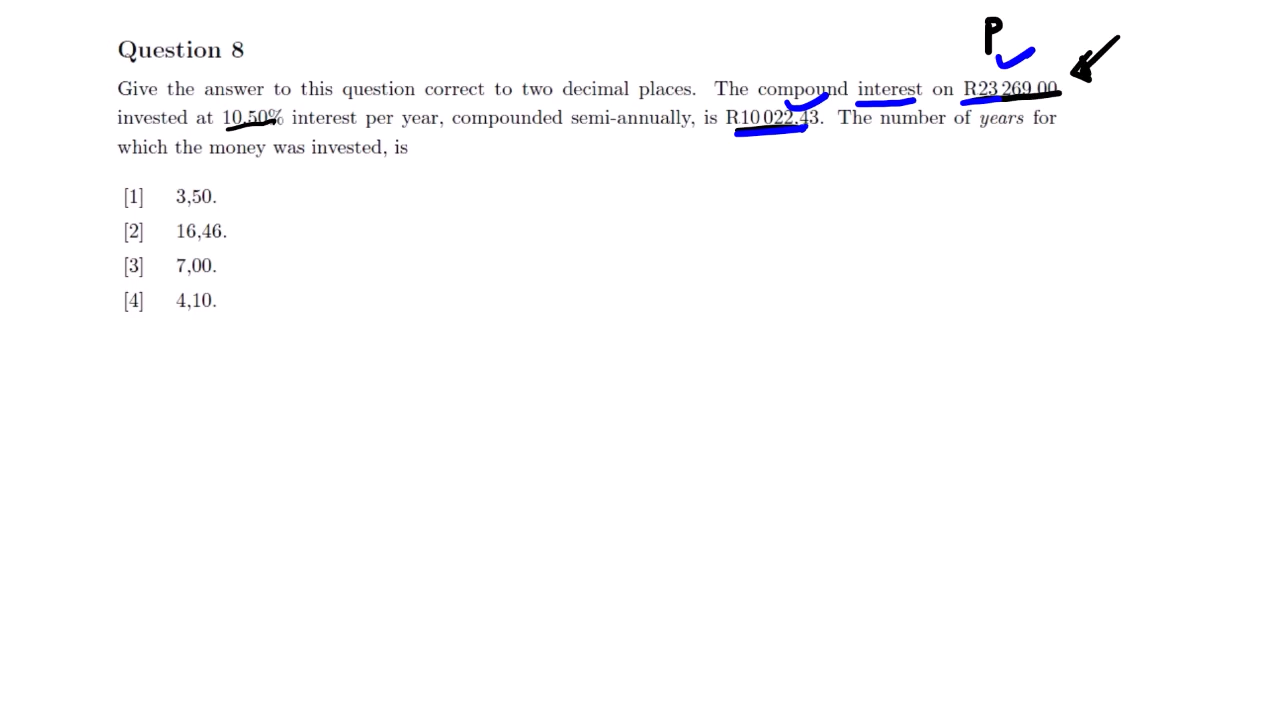 P
Question 8
Give the answer to this question correct to two decimal places. The compound interest on R23 269,00
invested at 10,50% interest per year, compounded semi-annually, is R10 022,43. The number of years for
which the money was invested, is
[1] 3,50.
[2] 16,46.
[3] 7,00.
[4] 4,10.